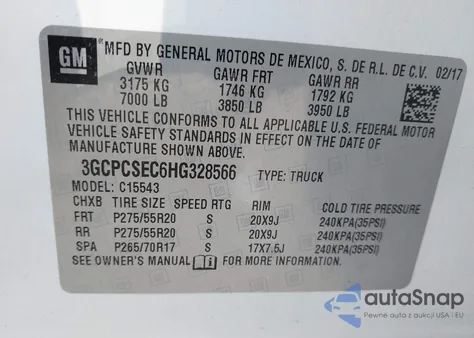 GM
MFD BY GENERAL MOTORS DE MEXICO, S. DE R.L. DE C.V. 02/17
GVWR GAWR FRT GAWR RR
3175 KG 1746 KG 1792 KG
7000 LB 3850 LB 3950 LB
THIS VEHICLE CONFORMS TO ALL APPLICABLE U.S. FEDERAL MOTOR
VEHICLE SAFETY STANDARDS IN EFFECT ON THE DATE OF
MANUFACTURE SHOWN ABOVE.
3GCPCSEC6HG328566 TYPE: TRUCK
MODEL: C15543
CHXB TIRE SIZE SPEED RTG RIM COLD TIRE PRESSURE
FRT P275/55R20 S 20X9J 240KPA(35PSI)
RR P275/55R20 S 20X9J 240KPA(35PSI)
SPA P265/70R17 S 17X7.5J 240KPA(35PSI)
SEE OWNER'S MANUAL FOR MORE INFORMATION.
autoSnap
Pewne auta z aukcji USA i EU